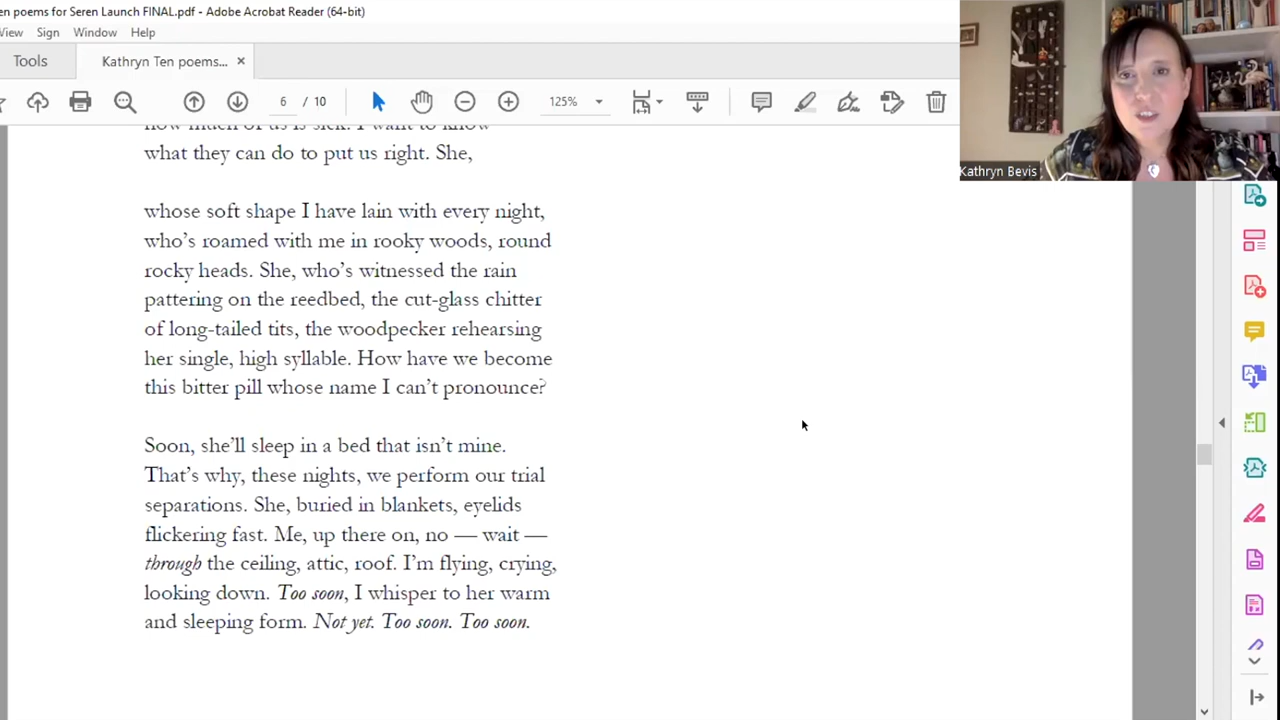 en poems for Seren Launch FINAL.pdf - Adobe Acrobat Reader (64-bit)
View Sign Window Help
Tools
Kathryn Ten poems... ×
6 / 10
125%
how much of us is sick. I want to know
what they can do to put us right. She,
whose soft shape I have lain with every night,
who's roamed with me in rooky woods, round
rocky heads. She, who's witnessed the rain
pattering on the reedbed, the cut-glass chitter
of long-tailed tits, the woodpecker rehearsing
her single, high syllable. How have we become
this bitter pill whose name I can't pronounce?
Soon, she'll sleep in a bed that isn't mine.
That's why, these nights, we perform our trial
separations. She, buried in blankets, eyelids
flickering fast. Me, up there on, no — wait —
through the ceiling, attic, roof. I'm flying, crying,
looking down. Too soon, I whisper to her warm
and sleeping form. Not yet. Too soon. Too soon.
Kathryn Bevis